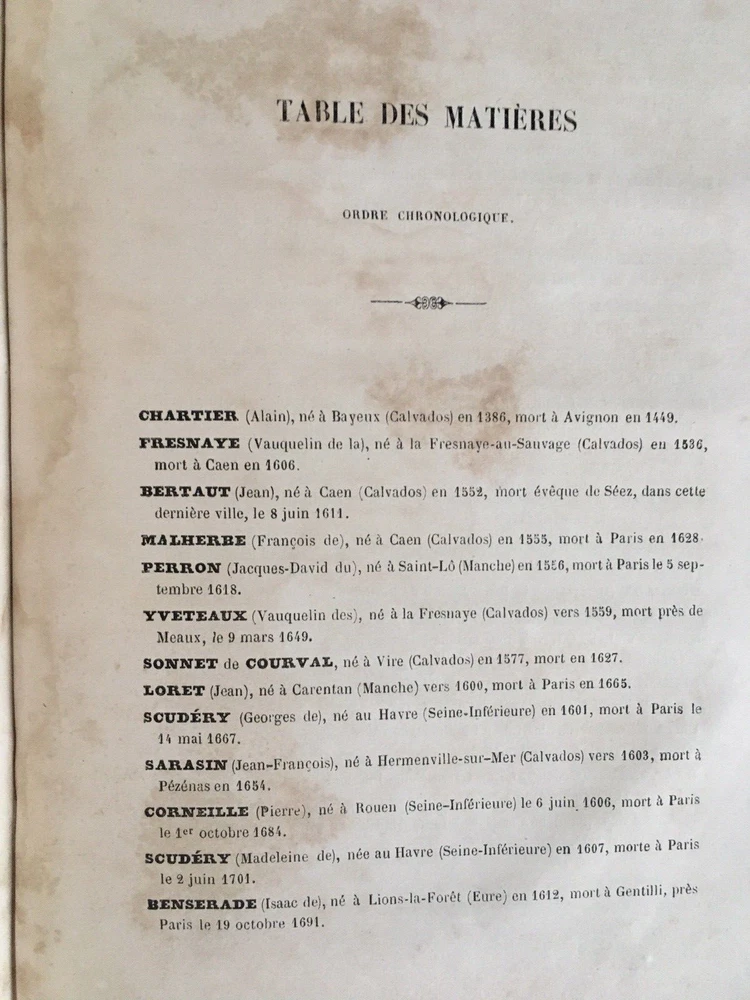 TABLE DES MATIÈRES
ORDRE CHRONOLOGIQUE.
CHARTIER (Alain), né à Bayeux (Calvados) en 1386, mort à Avignon en 1449.
FRESNAYE (Vauquelin de la), né à la Fresnaye-au-Sauvage (Calvados) en 1536,
mort à Caen en 1606.
BERTAUT (Jean), né à Caen (Calvados) en 1552, mort évêque de Séez, dans cette
dernière ville, le 8 juin 1611.
MALHERBE (François de), né à Caen (Calvados) en 1555, mort à Paris en 1628.
PERRON (Jacques-David du), né à Saint-Lô (Manche) en 1556, mort à Paris le 5 sep-
tembre 1618.
YVETEAUX (Vauquelin des), né à la Fresnaye (Calvados) vers 1559, mort près de
Meaux, le 9 mars 1649.
SONNET de COURVAL, né à Vire (Calvados) en 1577, mort en 1627.
LORET (Jean), né à Carentan (Manche) vers 1600, mort à Paris en 1665.
SCUDÉRY (Georges de), né au Havre (Seine-Inférieure) en 1601, mort à Paris le
14 mai 1667.
SARASIN (Jean-François), né à Hermenville-sur-Mer (Calvados) vers 1603, mort à
Pézénas en 1654.
CORNEILLE (Pierre), né à Rouen (Seine-Inférieure) le 6 juin 1606, mort à Paris
le 1er octobre 1684.
SCUDÉRY (Madeleine de), née au Havre (Seine-Inférieure) en 1607, morte à Paris
le 2 juin 1701.
BENSERADE (Isaac de), né à Lions-la-Forêt (Eure) en 1612, mort à Gentilli, près
Paris le 19 octobre 1691.